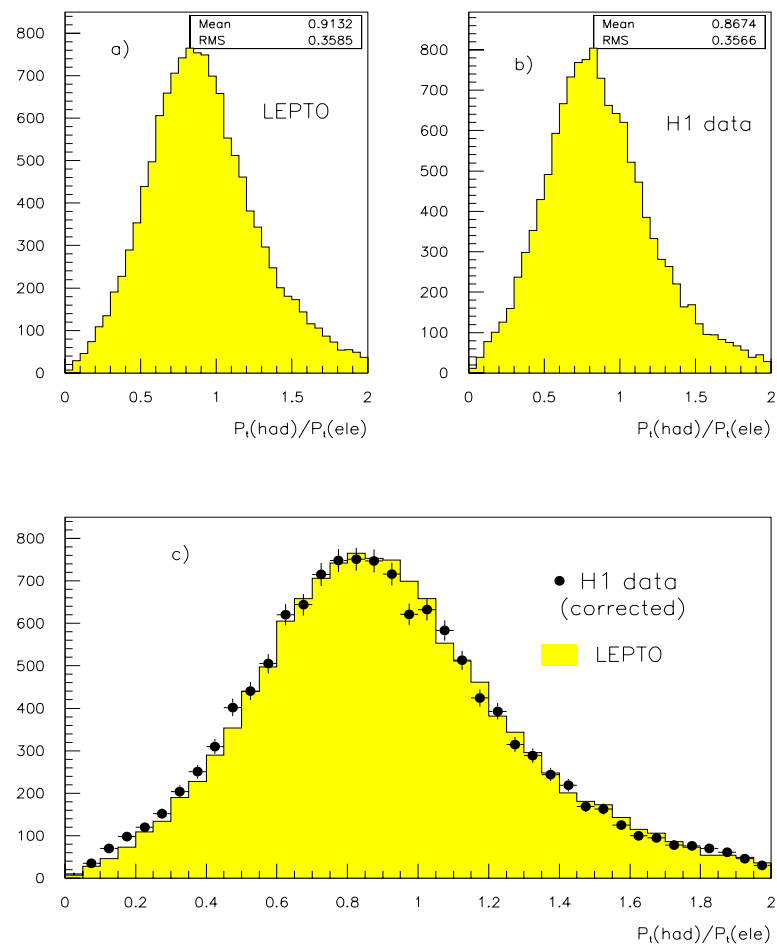 Mean 0.9132
RMS 0.3585
a)
LEPTO
800
700
600
500
400
300
200
100
0
0 0.5 1 1.5 2
Pt(had)/Pt(ele)
Mean 0.8674
RMS 0.3566
b)
H1 data
800
700
600
500
400
300
200
100
0
0 0.5 1 1.5 2
Pt(had)/Pt(ele)
c)
H1 data
(corrected)
LEPTO
800
700
600
500
400
300
200
100
0
0 0.2 0.4 0.6 0.8 1 1.2 1.4 1.6 1.8 2
Pt(had)/Pt(ele)